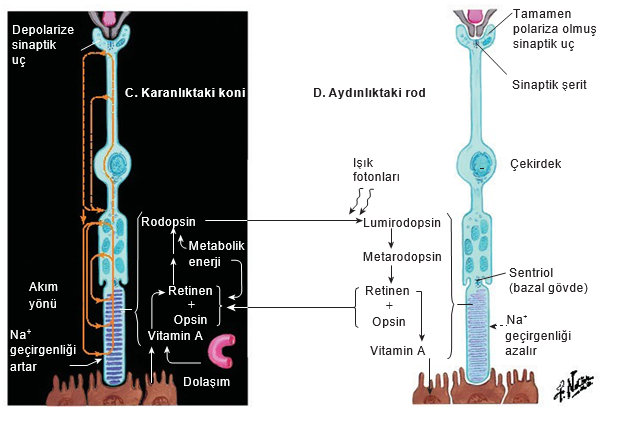 Depolarize
sinaptik
uç
C. Karanlıktaki koni
Rodopsin
Metabolik
enerji
Retinen
+
Opsin
Vitamin A
Dolaşım
Akım
yönü
Na+
geçirgenliği
artar
D. Aydınlıktaki rod
Işık
fotonları
Lumirodopsin
Metarodopsin
Retinen
+
Opsin
Vitamin A
Tamamen
polariza olmuş
sinaptik uç
Sinaptik şerit
Çekirdek
Sentriol
(bazal gövde)
Na+
geçirgenliği
azalır